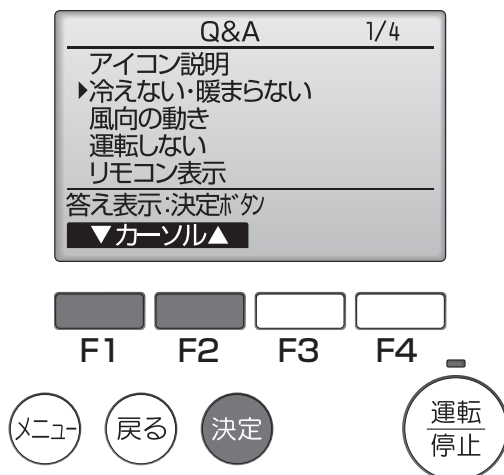 Q&A 1/4
アイコン説明
▶冷えない・暖まらない
風向の動き
運転しない
リモコン表示
答え表示:決定ボタン
▼カーソル▲
F1 F2 F3 F4
メニュー 戻る 決定 運転
停止